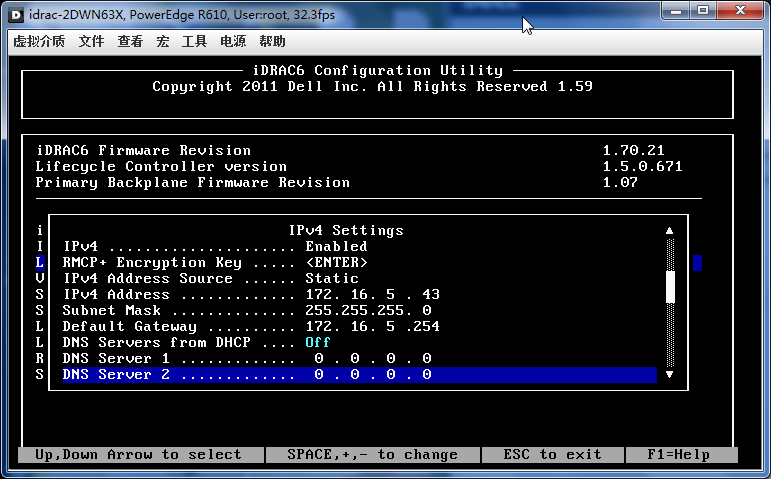 idrac-2DWN63X, PowerEdge R610, User:root, 32.3fps
虚拟介质 文件 查看 宏 工具 电源 帮助
iDRAC6 Configuration Utility
Copyright 2011 Dell Inc. All Rights Reserved 1.59
iDRAC6 Firmware Revision 1.70.21
Lifecycle Controller version 1.5.0.671
Primary Backplane Firmware Revision 1.07
i IPv4 Settings
I IPv4 ...................... Enabled
L RMCP+ Encryption Key ..... <ENTER>
V IPv4 Address Source ...... Static
S IPv4 Address ............. 172. 16. 5 . 43
S Subnet Mask .............. 255.255.255. 0
L Default Gateway .......... 172. 16. 5 .254
L DNS Servers from DHCP .... Off
R DNS Server 1 ............. 0 . 0 . 0 . 0
S DNS Server 2 ............. 0 . 0 . 0 . 0
Up,Down Arrow to select SPACE,+,- to change ESC to exit F1=Help